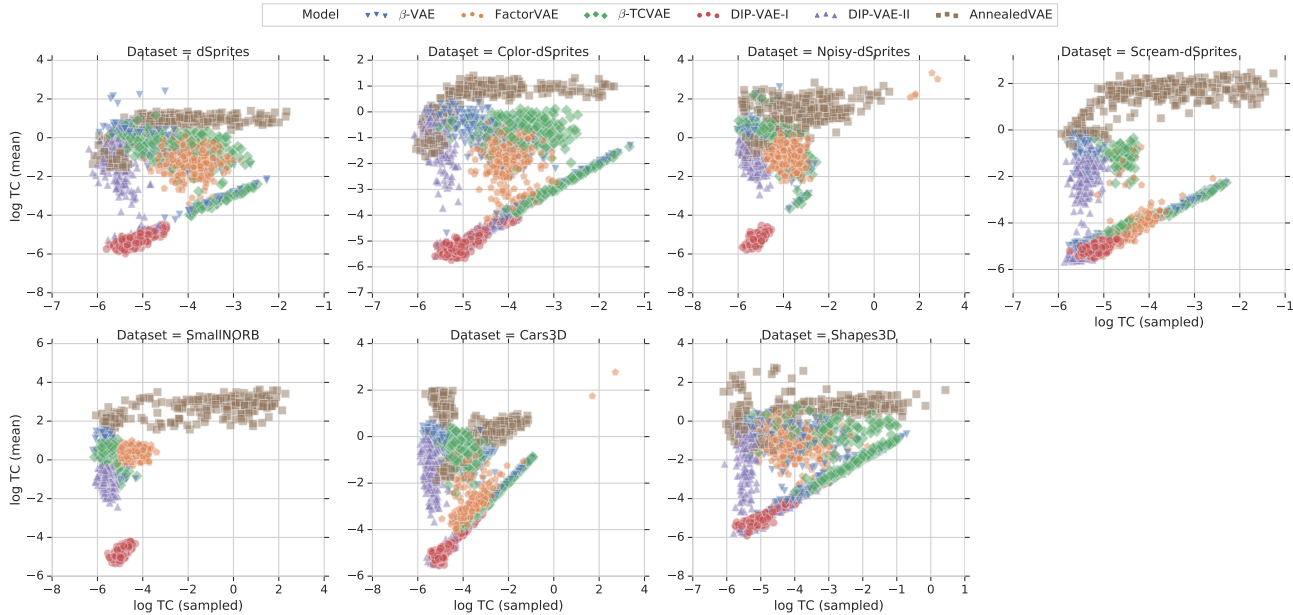 Model β-VAE FactorVAE β-TCVAE DIP-VAE-I DIP-VAE-II AnnealedVAE
Dataset = dSprites
4
2
0
−2
−4
−6
−8
−7 −6 −5 −4 −3 −2 −1
log TC (mean)
Dataset = Color-dSprites
2
1
0
−1
−2
−3
−4
−5
−6
−7
−7 −6 −5 −4 −3 −2 −1
Dataset = Noisy-dSprites
4
2
0
−2
−4
−6
−8
−8 −6 −4 −2 0 2 4
Dataset = Scream-dSprites
2
0
−2
−4
−6
−7 −6 −5 −4 −3 −2 −1
log TC (sampled)
Dataset = SmallNORB
6
4
2
0
−2
−4
−6
−8 −6 −4 −2 0 2 4
log TC (mean)
log TC (sampled)
Dataset = Cars3D
4
2
0
−2
−4
−6
−8 −6 −4 −2 0 2 4
log TC (sampled)
Dataset = Shapes3D
4
2
0
−2
−4
−6
−8
−7 −6 −5 −4 −3 −2 −1 0 1
log TC (sampled)